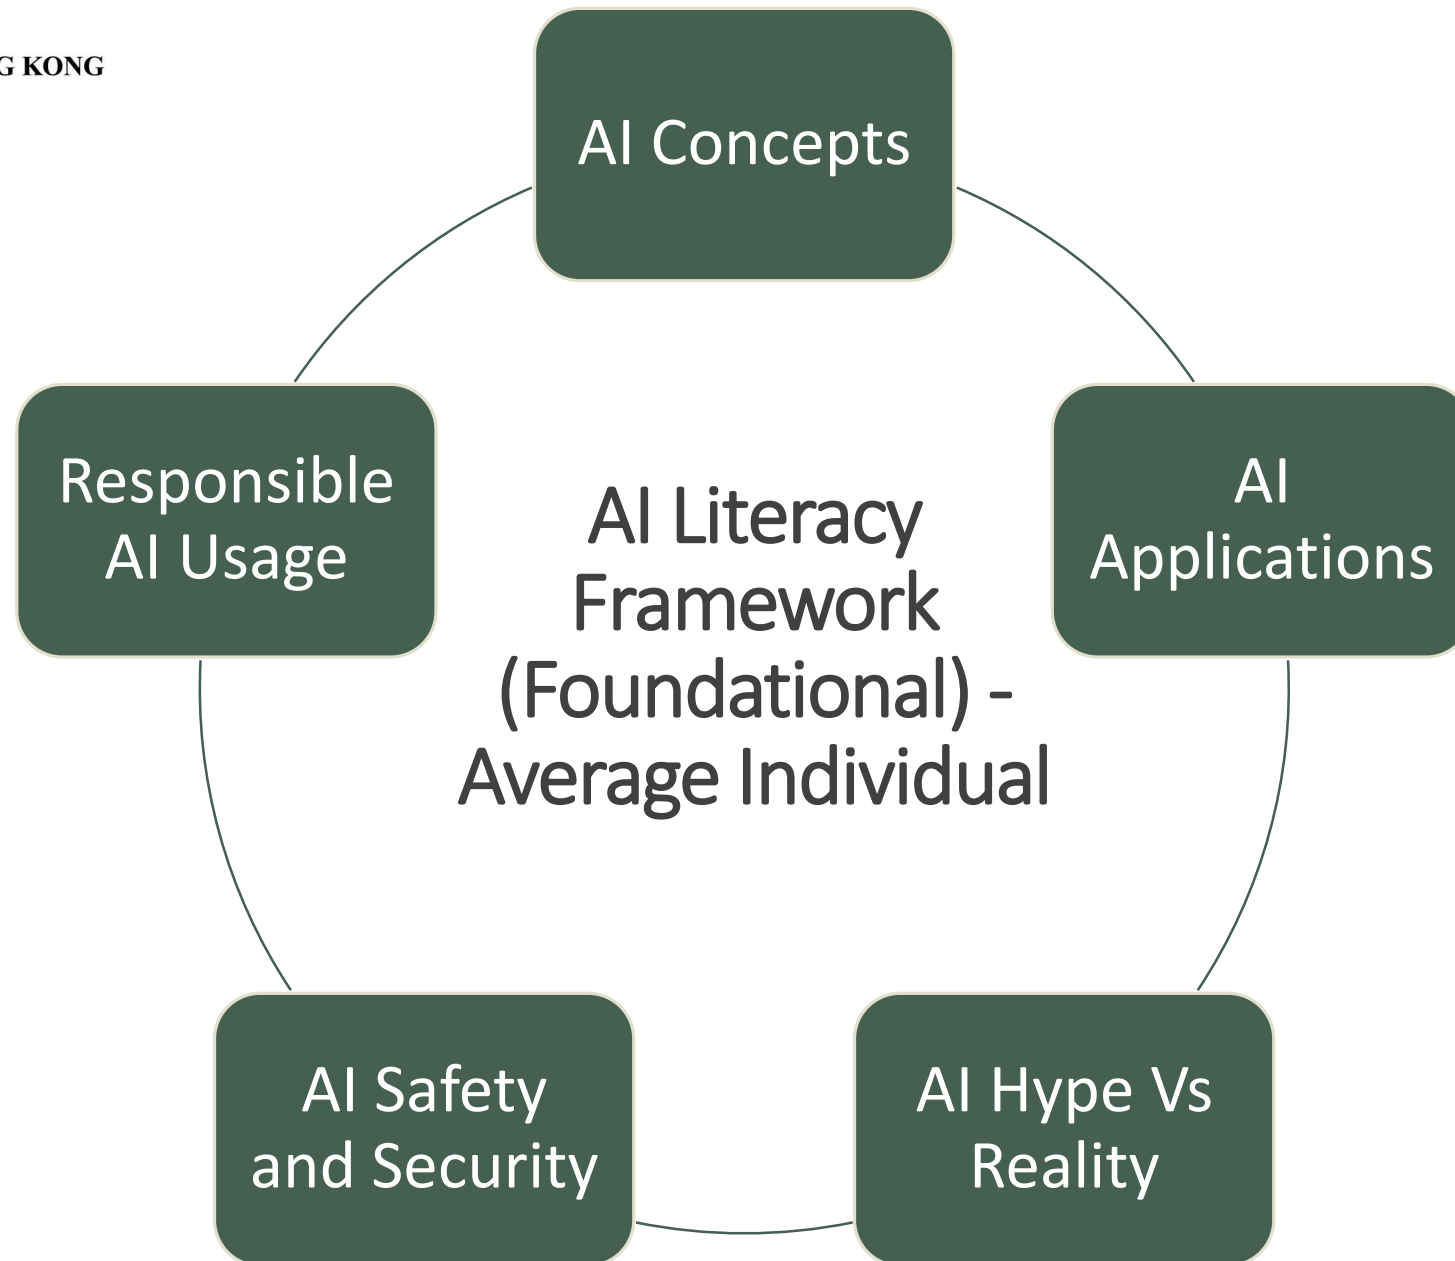 G KONG
AI Concepts
Responsible
AI Usage
AI
Applications
AI Literacy
Framework
(Foundational) -
Average Individual
AI Safety
and Security
AI Hype Vs
Reality